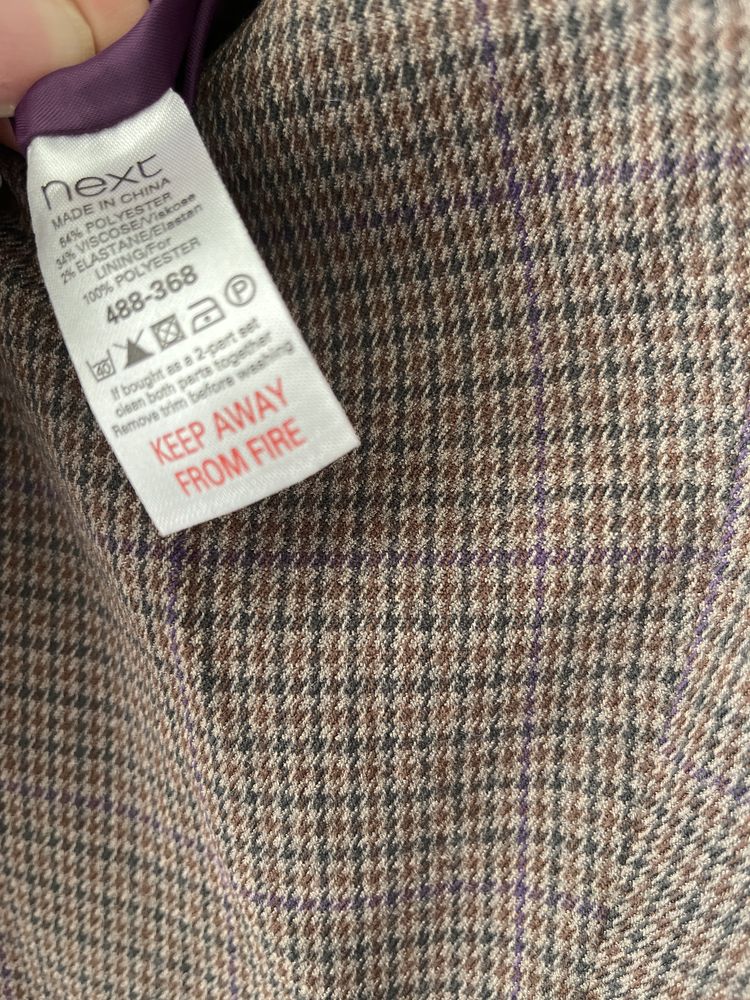 next
MADE IN CHINA
64% POLYESTER
34% VISCOSE/Viskose
2% ELASTANE/Elastan
LINING/For
100% POLYESTER
488-368
40 P
If bought as a 2-part set
clean both parts together
Remove trim before washing
KEEP AWAY
FROM FIRE